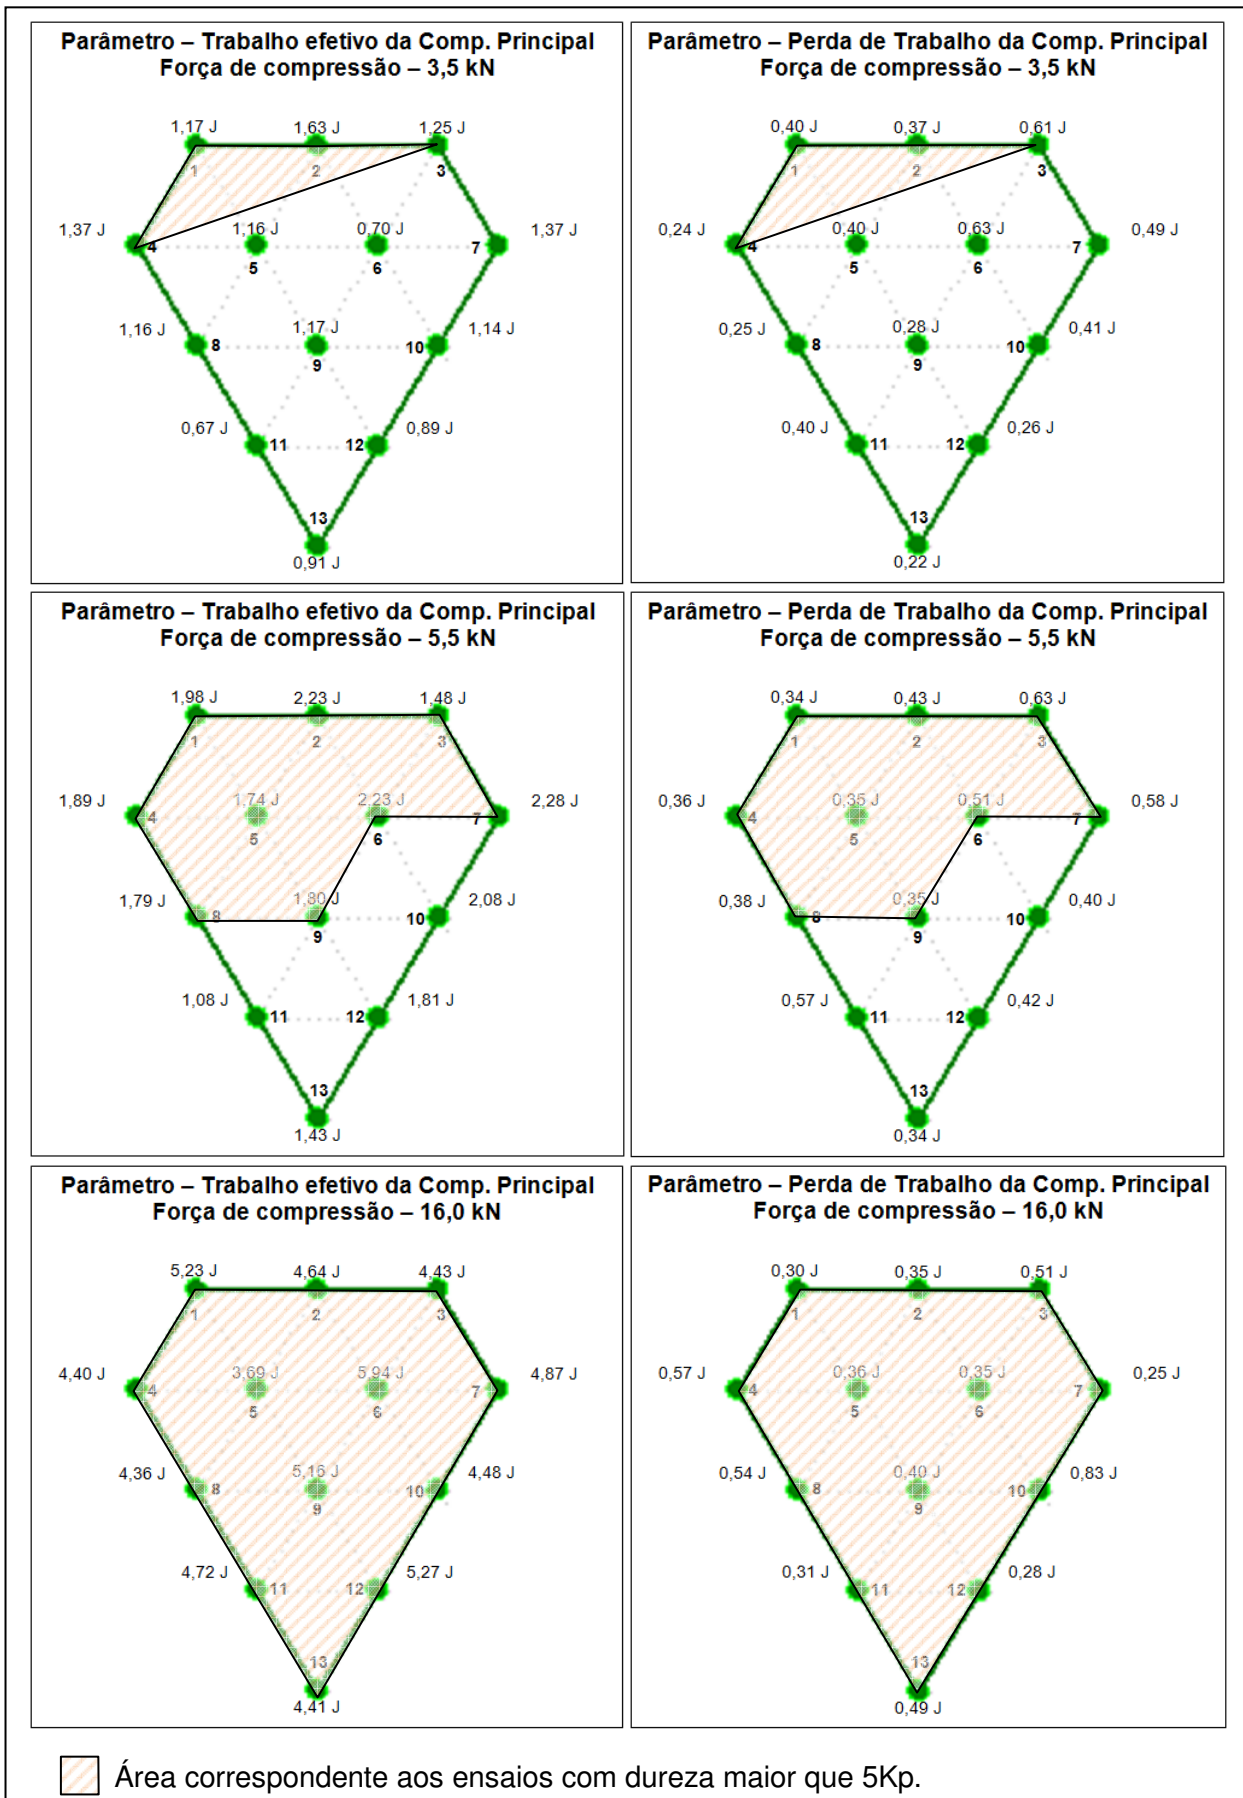 Parâmetro – Trabalho efetivo da Comp. Principal
Força de compressão – 3,5 kN
1,17 J 1,63 J 1,25 J
1 2 3
1,37 J 1,16 J 0,70 J 1,37 J
4 5 6 7
1,16 J 1,17 J 1,14 J
8 9 10
0,67 J 0,89 J
11 12
13
0,91 J
Parâmetro – Perda de Trabalho da Comp. Principal
Força de compressão – 3,5 kN
0,40 J 0,37 J 0,61 J
1 2 3
0,24 J 0,40 J 0,63 J 0,49 J
4 5 6 7
0,25 J 0,28 J 0,41 J
8 9 10
0,40 J 0,26 J
11 12
13
0,22 J
Parâmetro – Trabalho efetivo da Comp. Principal
Força de compressão – 5,5 kN
1,98 J 2,23 J 1,48 J
1 2 3
1,89 J 1,74 J 2,23 J 2,28 J
4 5 6 7
1,79 J 1,80 J 2,08 J
8 9 10
1,08 J 1,81 J
11 12
13
1,43 J
Parâmetro – Perda de Trabalho da Comp. Principal
Força de compressão – 5,5 kN
0,34 J 0,43 J 0,63 J
1 2 3
0,36 J 0,35 J 0,51 J 0,58 J
4 5 6 7
0,38 J 0,35 J 0,40 J
8 9 10
0,57 J 0,42 J
11 12
13
0,34 J
Parâmetro – Trabalho efetivo da Comp. Principal
Força de compressão – 16,0 kN
5,23 J 4,64 J 4,43 J
1 2 3
4,40 J 3,69 J 5,94 J 4,87 J
4 5 6 7
4,36 J 5,16 J 4,48 J
8 9 10
4,72 J 5,27 J
11 12
13
4,41 J
Parâmetro – Perda de Trabalho da Comp. Principal
Força de compressão – 16,0 kN
0,30 J 0,35 J 0,51 J
1 2 3
0,57 J 0,36 J 0,35 J 0,25 J
4 5 6 7
0,54 J 0,40 J 0,83 J
8 9 10
0,31 J 0,28 J
11 12
13
0,49 J
Área correspondente aos ensaios com dureza maior que 5Kp.